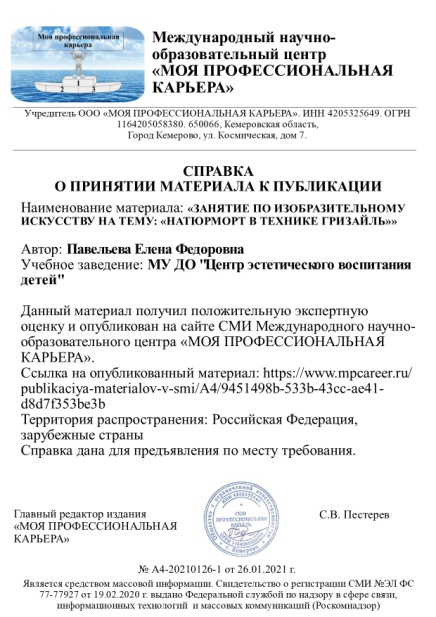 Моя профессиональная
карьера
1
2
3
Международный научно-
образовательный центр
«МОЯ ПРОФЕССИОНАЛЬНАЯ
КАРЬЕРА»
Учредитель ООО «МОЯ ПРОФЕССИОНАЛЬНАЯ КАРЬЕРА». ИНН 4205325649. ОГРН
1164205058380. 650066, Кемеровская область,
Город Кемерово, ул. Космическая, дом 7.
СПРАВКА
О ПРИНЯТИИ МАТЕРИАЛА К ПУБЛИКАЦИИ
Наименование материала: «ЗАНЯТИЕ ПО ИЗОБРАЗИТЕЛЬНОМУ
ИСКУССТВУ НА ТЕМУ: «НАТЮРМОРТ В ТЕХНИКЕ ГРИЗАЙЛЬ»»
Автор: Павельева Елена Федоровна
Учебное заведение: МУ ДО "Центр эстетического воспитания
детей"
Данный материал получил положительную экспертную
оценку и опубликован на сайте СМИ Международного научно-
образовательного центра «МОЯ ПРОФЕССИОНАЛЬНАЯ
КАРЬЕРА».
Ссылка на опубликованный материал: https://www.mpcareer.ru/
publikaciya-materialov-v-smi/A4/9451498b-533b-43cc-ae41-
d8d7f353be3b
Территория распространения: Российская Федерация,
зарубежные страны
Справка дана для предъявления по месту требования.
Главный редактор издания
«МОЯ ПРОФЕССИОНАЛЬНАЯ
КАРЬЕРА»
«МОЯ
ПРОФЕССИОНАЛЬНАЯ
КАРЬЕРА»
С.В. Пестерев
№ A4-20210126-1 от 26.01.2021 г.
Является средством массовой информации. Свидетельство о регистрации СМИ №ЭЛ ФС
77-77927 от 19.02.2020 г. выдано Федеральной службой по надзору в сфере связи,
информационных технологий и массовых коммуникаций (Роскомнадзор)